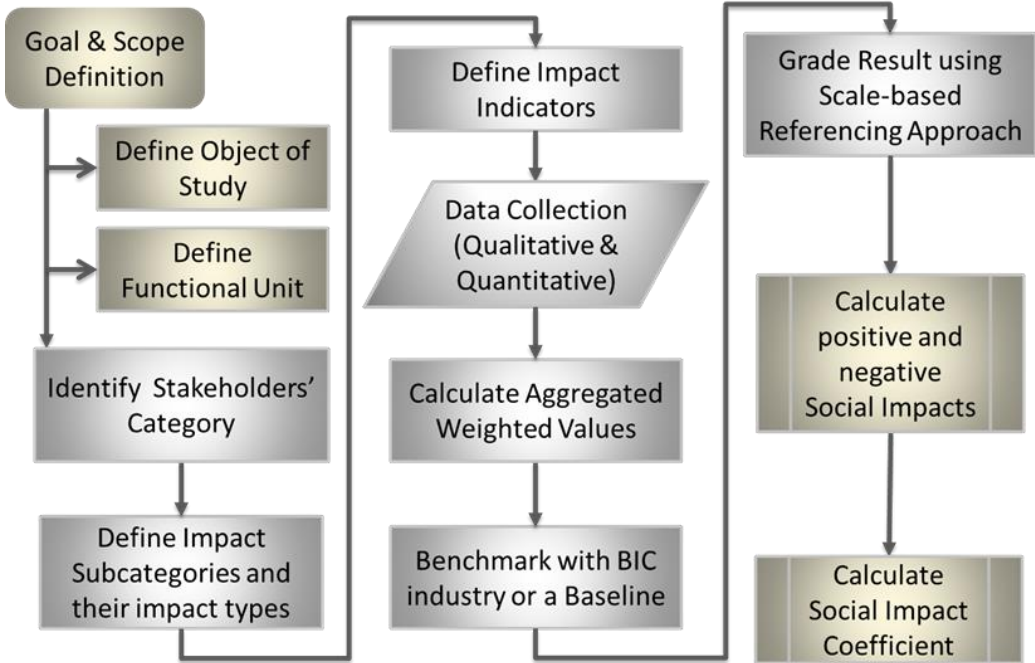 Goal & Scope
Definition
Define Object of
Study
Define
Functional Unit
Identify Stakeholders'
Category
Define Impact
Subcategories and
their impact types
Define Impact
Indicators
Data Collection
(Qualitative &
Quantitative)
Calculate Aggregated
Weighted Values
Benchmark with BIC
industry or a Baseline
Grade Result using
Scale-based
Referencing Approach
Calculate
positive and
negative
Social Impacts
Calculate
Social Impact
Coefficient